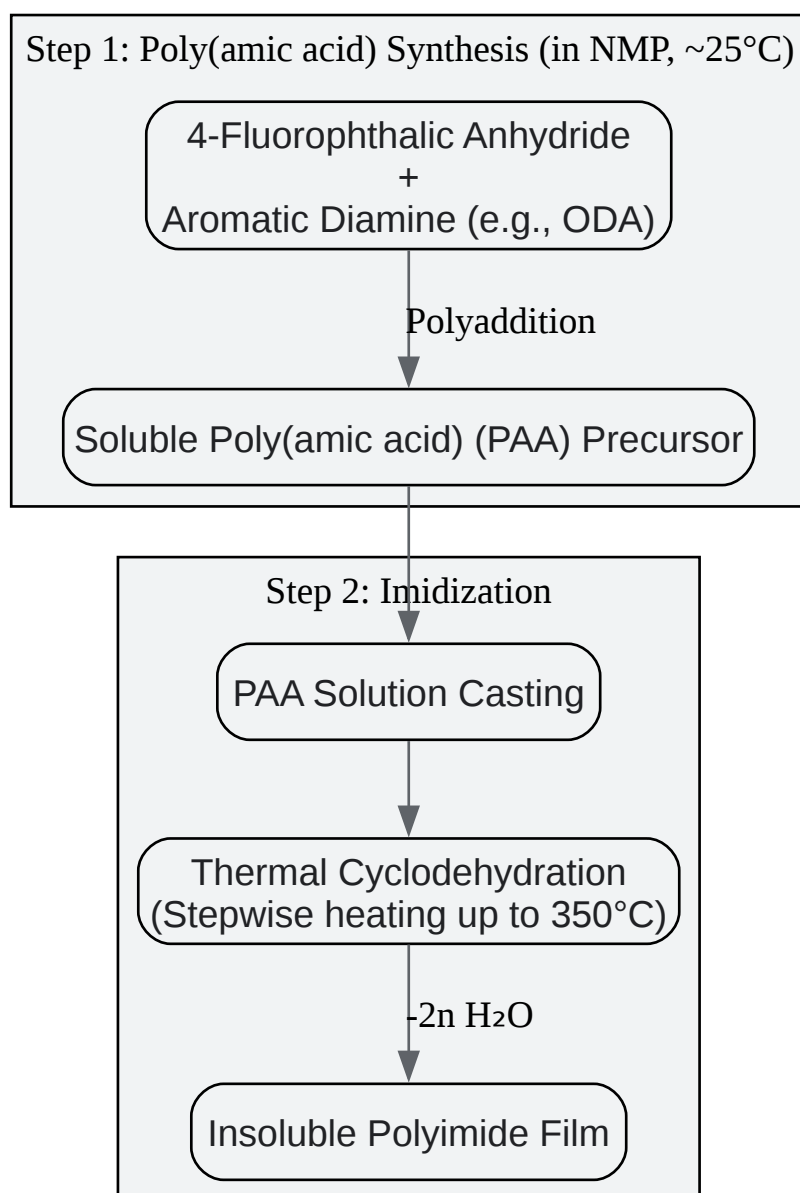 Step 1: Poly(amic acid) Synthesis (in NMP, ~25°C)
4-Fluorophthalic Anhydride
+
Aromatic Diamine (e.g., ODA)
Polyaddition
Soluble Poly(amic acid) (PAA) Precursor
Step 2: Imidization
PAA Solution Casting
Thermal Cyclodehydration
(Stepwise heating up to 350°C)
-2n H₂O
Insoluble Polyimide Film